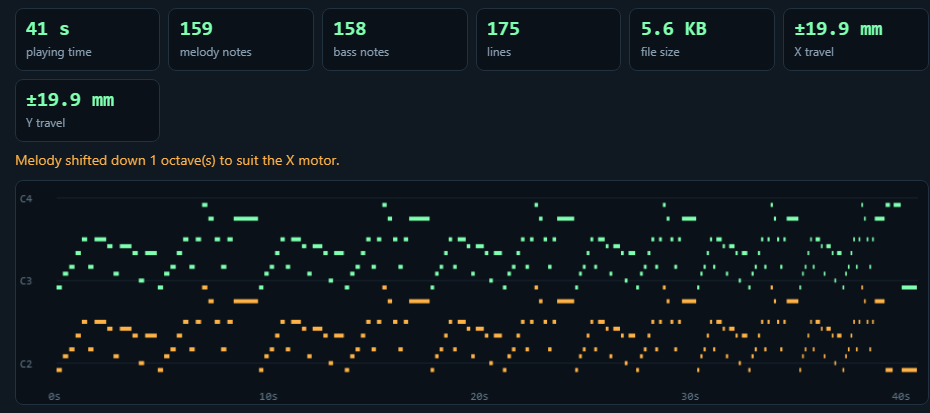 41 s
playing time
159
melody notes
158
bass notes
175
lines
5.6 KB
file size
±19.9 mm
X travel
±19.9 mm
Y travel
Melody shifted down 1 octave(s) to suit the X motor.
C4
C3
C2
0s 10s 20s 30s 40s